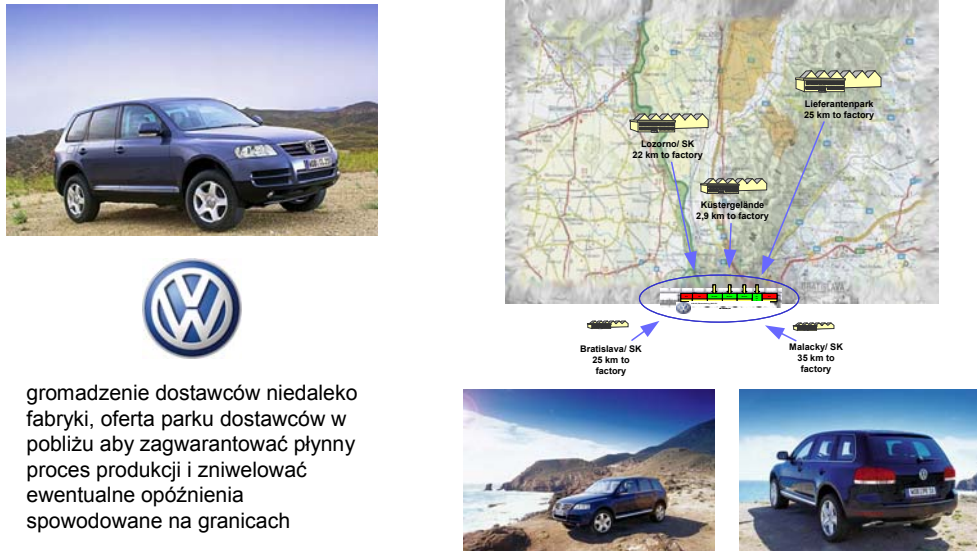 Lieferantenpark
25 km to factory
Lozorno/ SK
22 km to factory
Küstergelände
2,9 km to factory
BRATISLAVA
Bratislava/ SK
25 km to
factory
Malacky/ SK
35 km to
factory
gromadzenie dostawców niedaleko
fabryki, oferta parku dostawców w
pobliżu aby zagwarantować płynny
proces produkcji i zniwelować
ewentualne opóźnienia
spowodowane na granicach